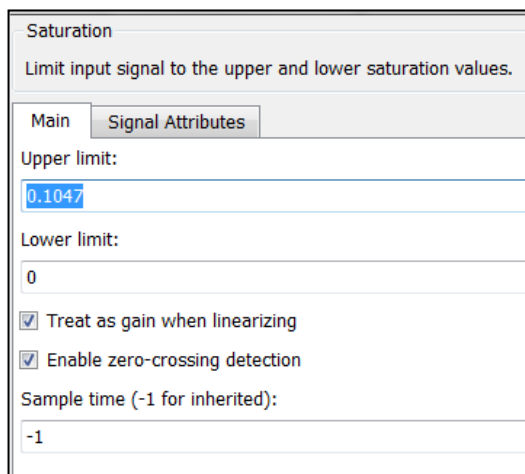 Saturation
Limit input signal to the upper and lower saturation values.
Main
Signal Attributes
Upper limit:
0.1047
Lower limit:
0
Treat as gain when linearizing
Enable zero-crossing detection
Sample time (-1 for inherited):
-1